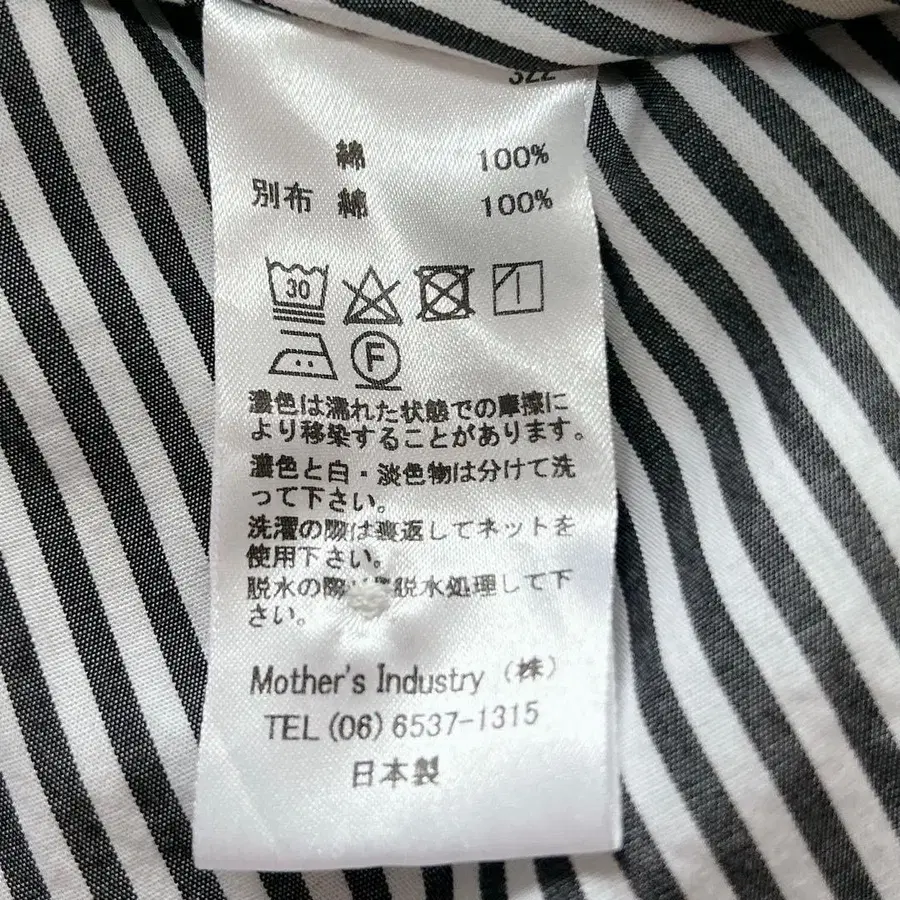 322
綿 100%
別布 綿 100%
30
F
濃色は濡れた状態での摩擦に
より移染することがあります。
濃色と白・淡色物は分けて洗
って下さい。
洗濯の際は裏返してネットを
使用下さい。
脱水の際は 脱水処理して下
さい。
Mother's Industry (株)
TEL(06)6537-1315
日本製